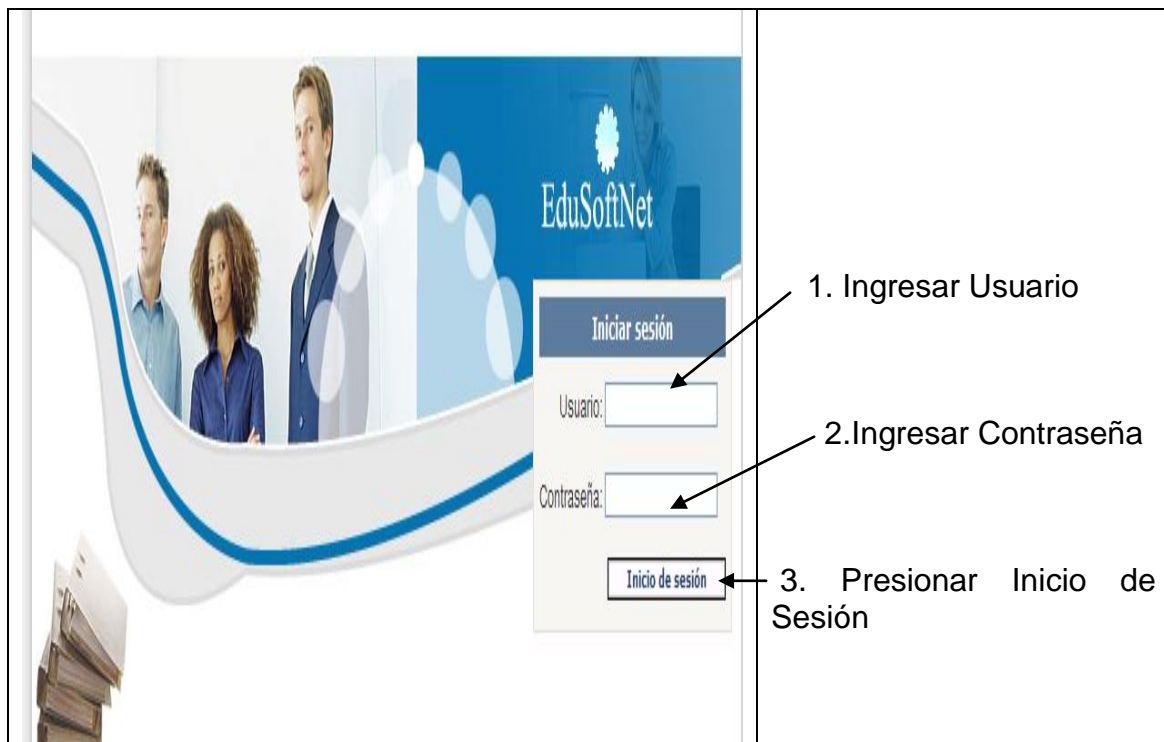 EduSoftNet
Iniciar sesión
Usuario:
Contraseña:
Inicio de sesión
1. Ingresar Usuario
2.Ingresar Contraseña
3. Presionar Inicio de
Sesión